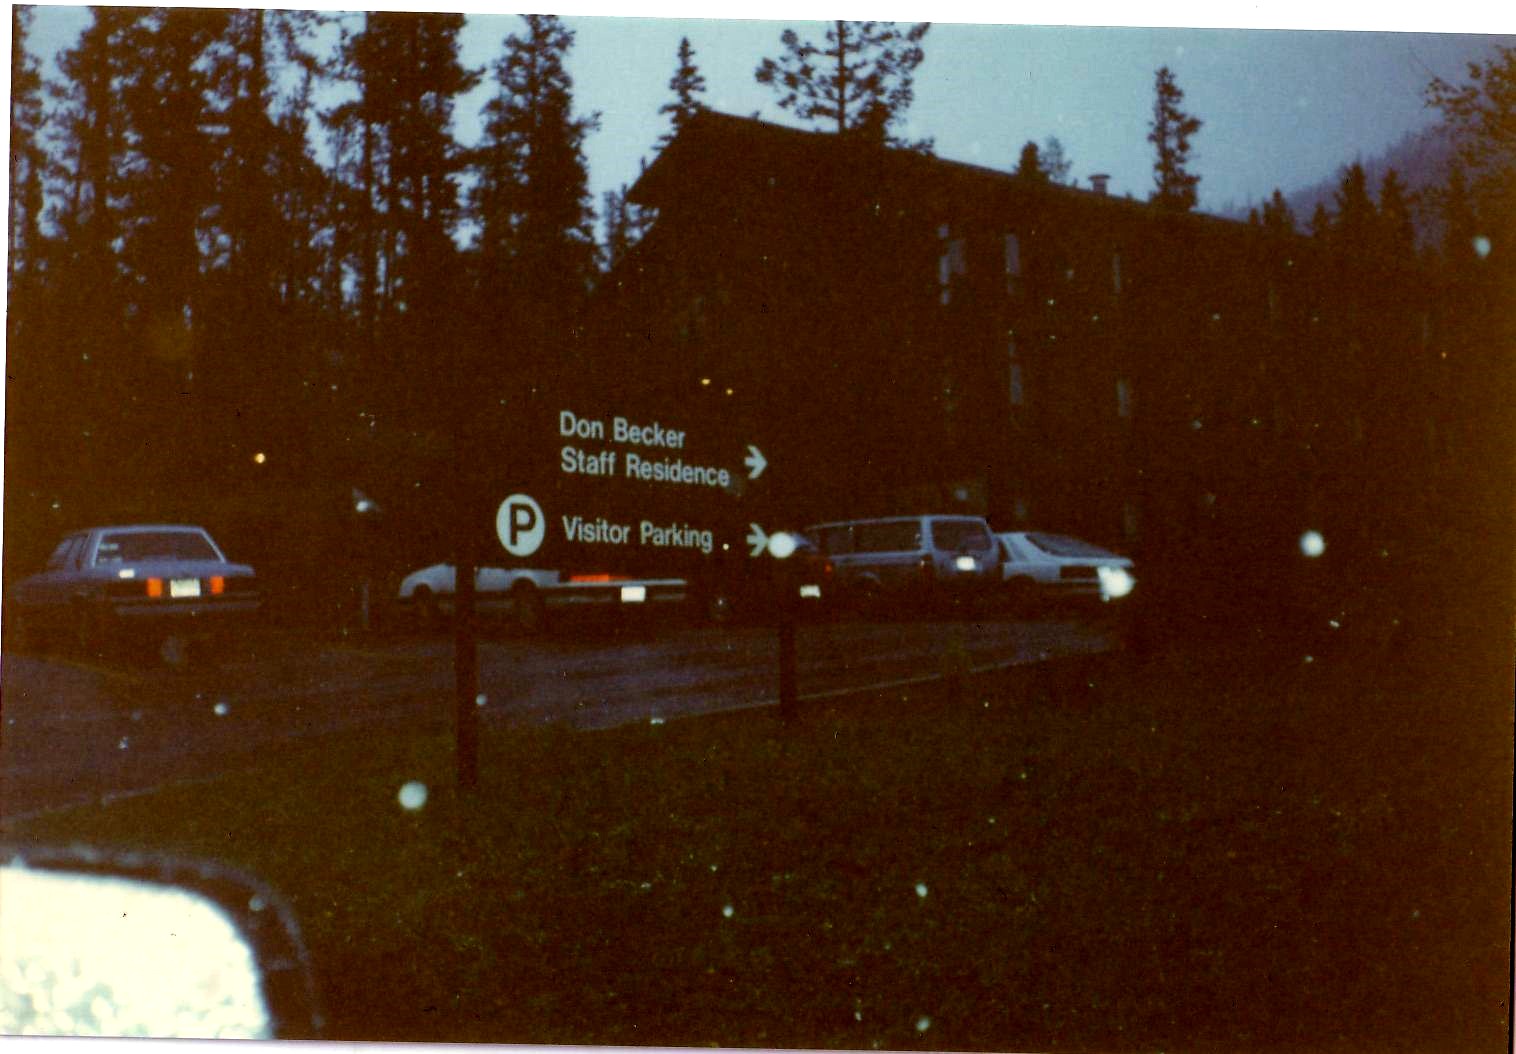 Don Becker
Staff Residence →
P Visitor Parking →